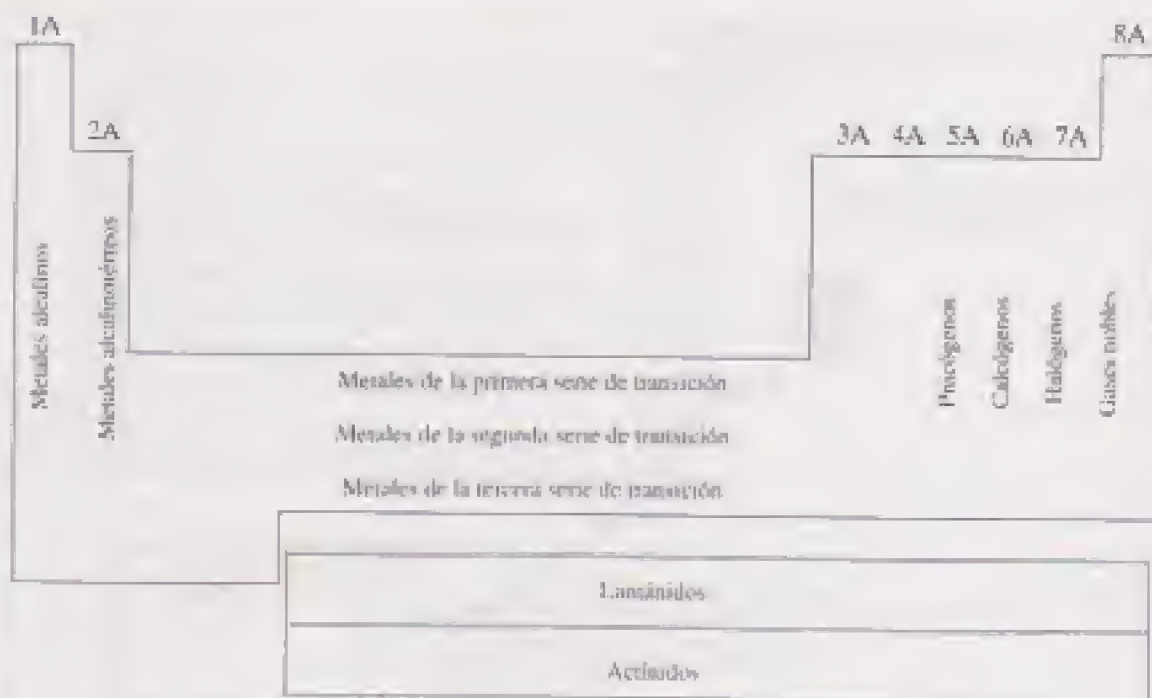 1A
8A
2A
3A 4A 5A 6A 7A
Metales alcalinos
Metales alcalinotérreos
Pnicógenos
Calcógenos
Halógenos
Gases nobles
Metales de la primera serie de transición
Metales de la segunda serie de transición
Metales de la tercera serie de transición
Lantánidos
Actínidos